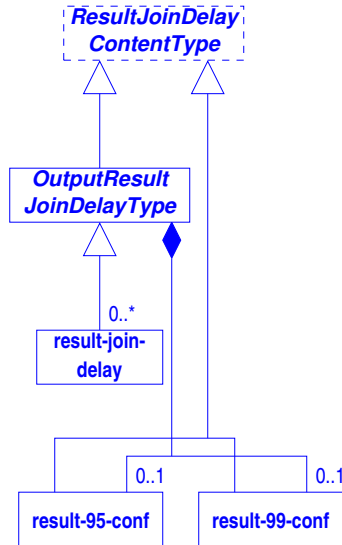 ResultJoinDelay
ContentType
OutputResult
JoinDelayType
0..*
result-join-
delay
0..1
0..1
result-95-conf
result-99-conf